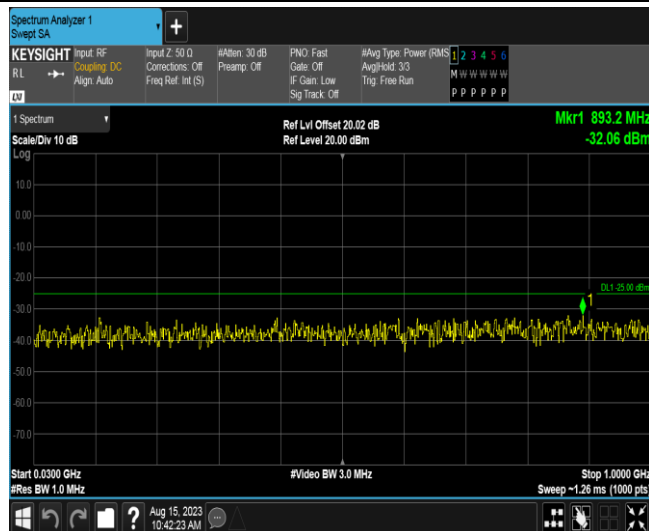 Spectrum Analyzer 1
Swept SA
KEYSIGHT
RL
Input: RF
Coupling: DC
Align: Auto
Input Z: 50 Ω
Corrections: Off
Freq Ref: Int (S)
#Atten: 30 dB
Preamp: Off
PNO: Fast
Gate: Off
IF Gain: Low
Sig Track: Off
#Avg Type: Power (RMS
Avg|Hold: 3/3
Trig: Free Run
1 2 3 4 5 6
M W W W W W
P P P P P P
1 Spectrum
Scale/Div 10 dB
Ref Lvl Offset 20.02 dB
Ref Level 20.00 dBm
Mkr1 893.2 MHz
-32.06 dBm
Log
10.0
0.00
-10.0
-20.0
DL1 -25.00 dBm
1
-30.0
-40.0
-50.0
-60.0
-70.0
Start 0.0300 GHz
#Res BW 1.0 MHz
#Video BW 3.0 MHz
Stop 1.0000 GHz
Sweep ~1.26 ms (1000 pts)
?
Aug 15, 2023
10:42:23 AM